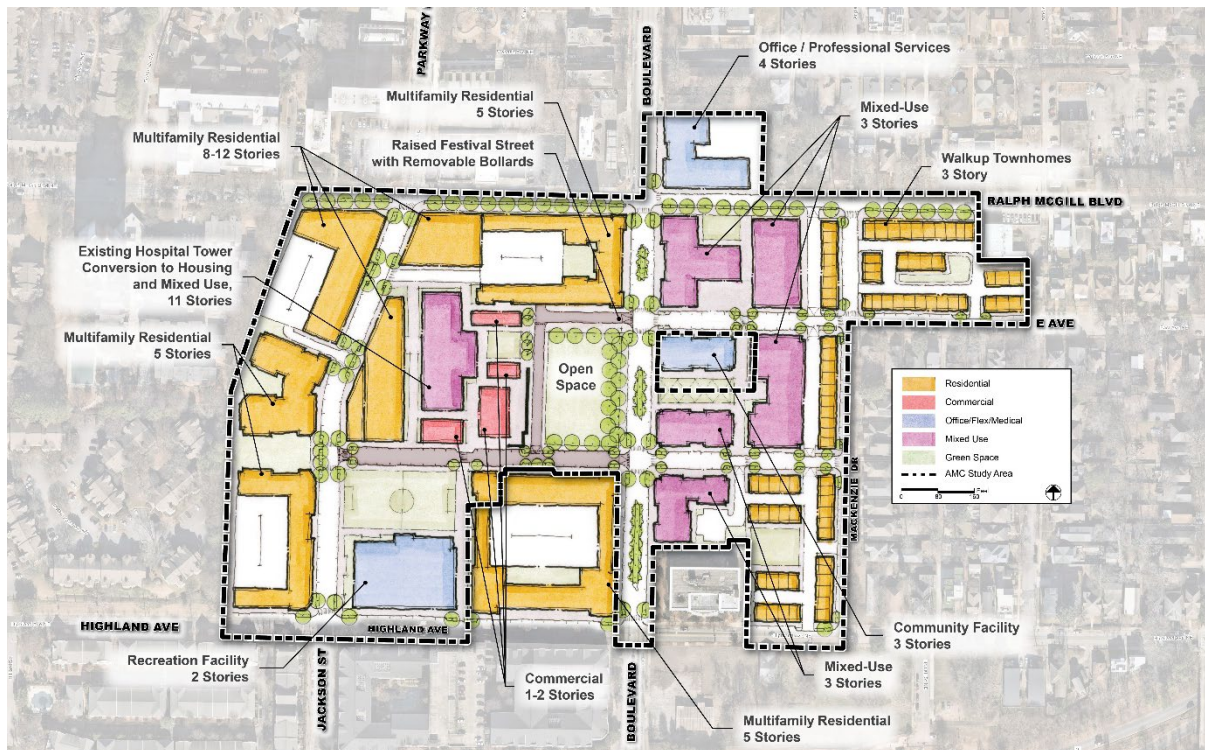 PARKWAY
BOULEVARD
Office / Professional Services
4 Stories
Multifamily Residential
5 Stories
Mixed-Use
3 Stories
Multifamily Residential
8-12 Stories
Raised Festival Street
with Removable Bollards
Walkup Townhomes
3 Story
RALPH MCGILL BLVD
Existing Hospital Tower
Conversion to Housing
and Mixed Use,
11 Stories
E AVE
Multifamily Residential
5 Stories
Open
Space
Residential
Commercial
Office/Flex/Medical
Mixed Use
Green Space
AMC Study Area
0
80
160
MACKENZIE DR
HIGHLAND AVE
HIGHLAND AVE
Community Facility
3 Stories
Recreation Facility
2 Stories
JACKSON ST
Commercial
1-2 Stories
BOULEVARD
Mixed-Use
3 Stories
Multifamily Residential
5 Stories